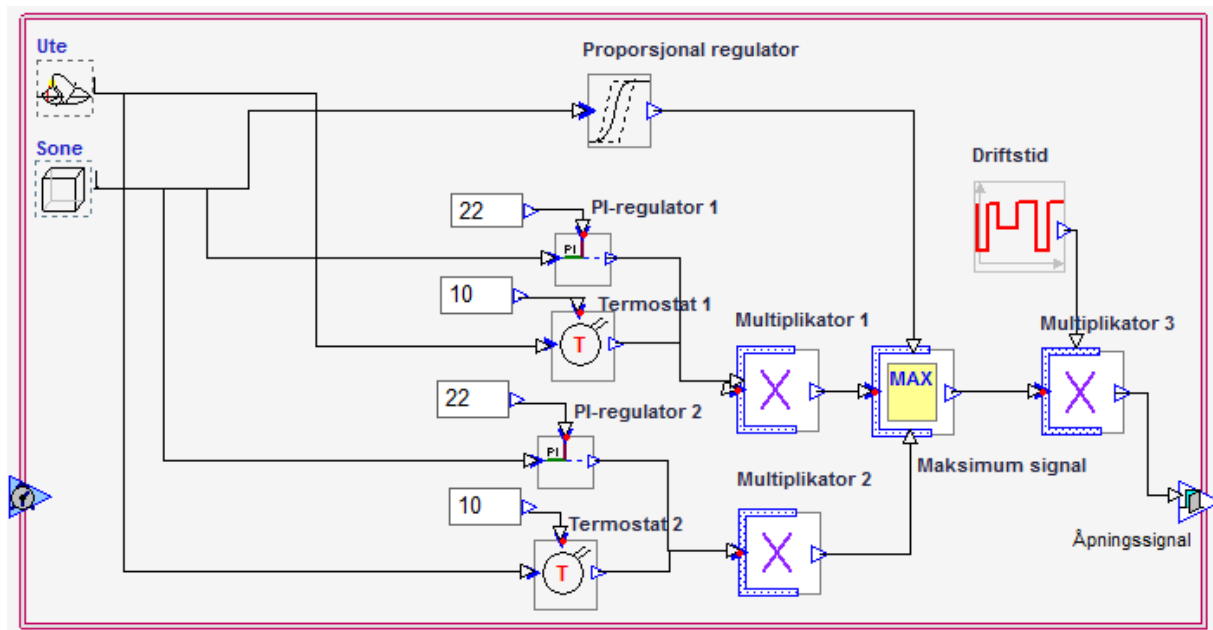 Ute
Proporsjonal regulator
Sone
Driftstid
22
PI-regulator 1
PI
10
Termostat 1
T
Multiplikator 1
Multiplikator 3
MAX
22
PI-regulator 2
PI
Maksimum signal
Multiplikator 2
10
Termostat 2
T
Åpningssignal